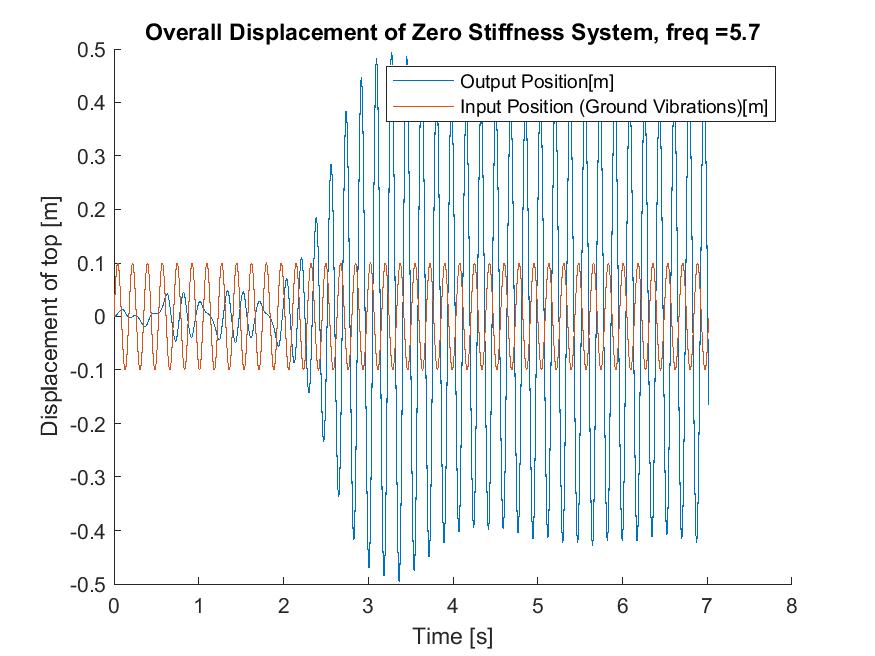 Overall Displacement of Zero Stiffness System, freq =5.7
0.5
Output Position[m]
Input Position (Ground Vibrations)[m]
0.4
0.3
0.2
0.1
0
-0.1
-0.2
-0.3
-0.4
-0.5
Displacement of top [m]
0 1 2 3 4 5 6 7 8
Time [s]